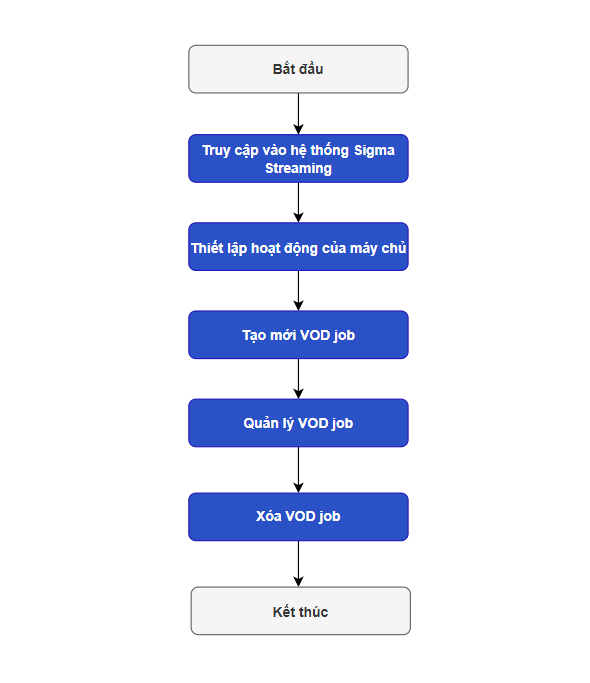 Bắt đầu
Truy cập vào hệ thống Sigma
Streaming
Thiết lập hoạt động của máy chủ
Tạo mới VOD job
Quản lý VOD job
Xóa VOD job
Kết thúc